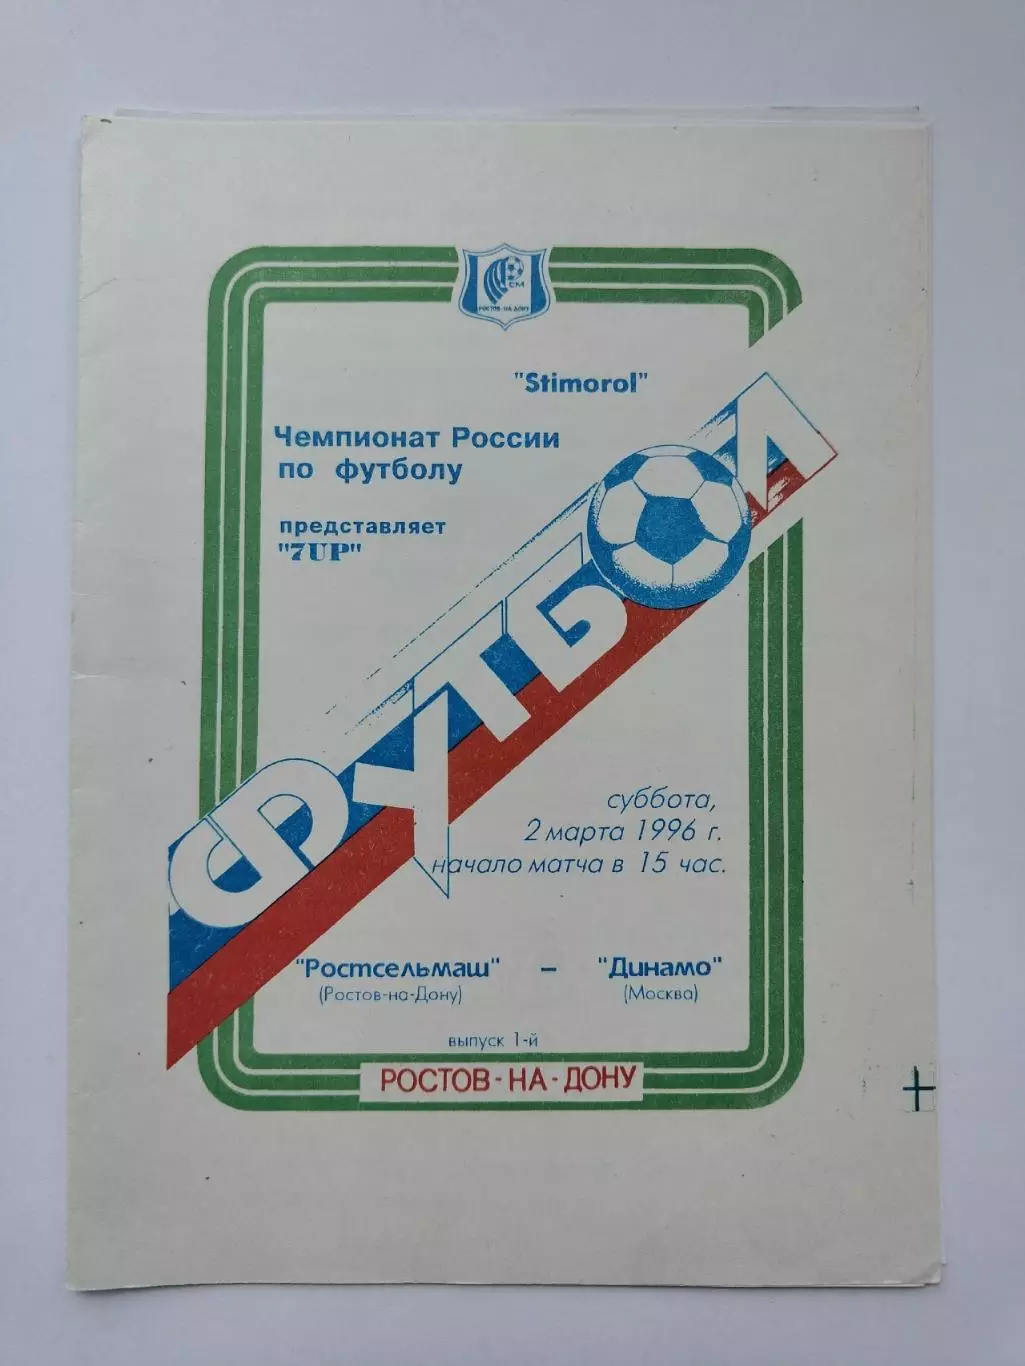 СМ
РОСТОВ-НА-ДОНУ
"Stimorol"
Чемпионат России
по футболу
представляет
"7UP"
ФУТБОЛ
суббота,
2 марта 1996 г.
начало матча в 15 час.
"Ростсельмаш" – "Динамо"
(Ростов-на-Дону) (Москва)
выпуск 1-й
РОСТОВ-НА-ДОНУ